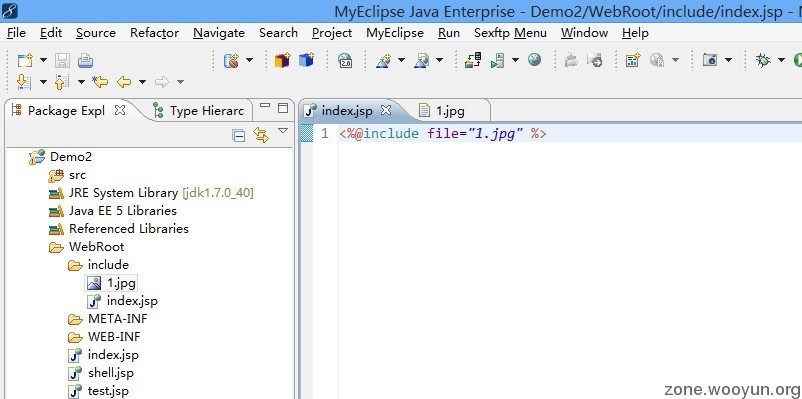 MyEclipse Java Enterprise - Demo2/WebRoot/include/index.jsp - M
File Edit Source Refactor Navigate Search Project MyEclipse Run Sexftp Menu Window Help
2.0
Package Expl Type Hierarc
index.jsp 1.jpg
1 <%@include file="1.jpg" %>
Demo2
src
JRE System Library [jdk1.7.0_40]
Java EE 5 Libraries
Referenced Libraries
WebRoot
include
1.jpg
index.jsp
META-INF
WEB-INF
index.jsp
shell.jsp
test.jsp
zone.wooyun.org